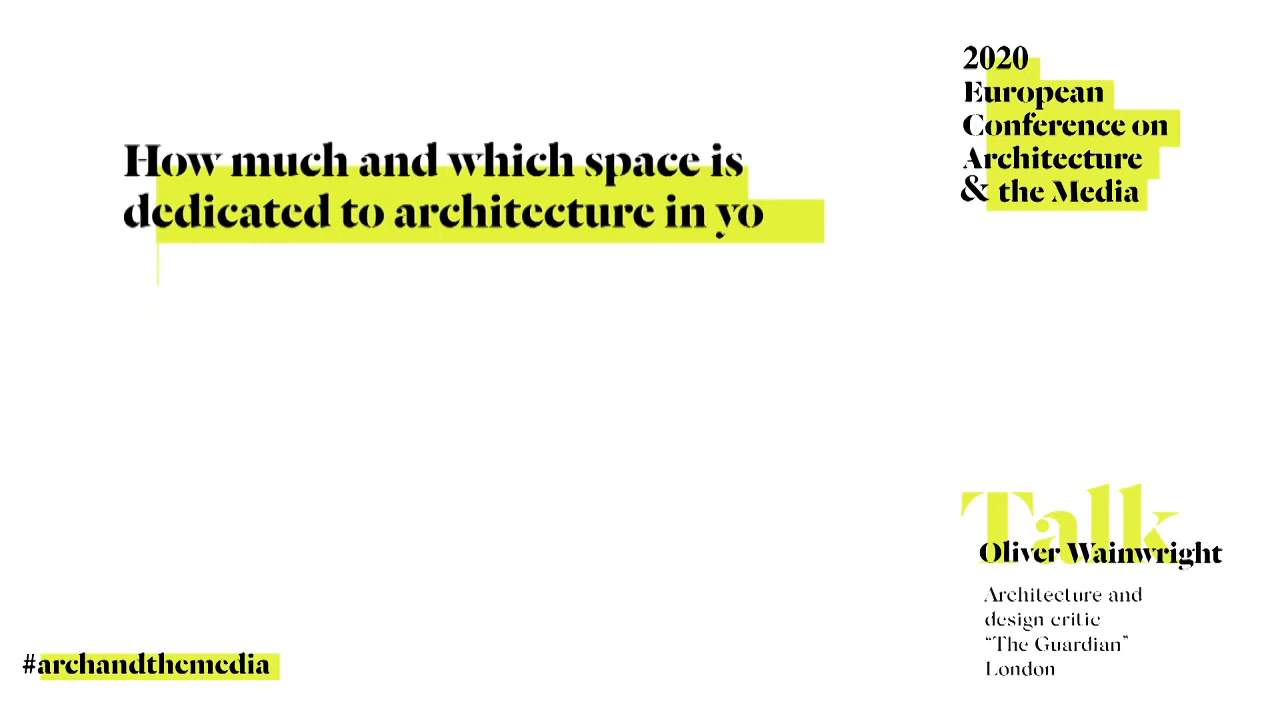 How much and which space is
dedicated to architecture in yo
2020
European
Conference on
Architecture
& the Media
Talk
Oliver Wainwright
Architecture and
design critic
“The Guardian”
London
#archandthemedia